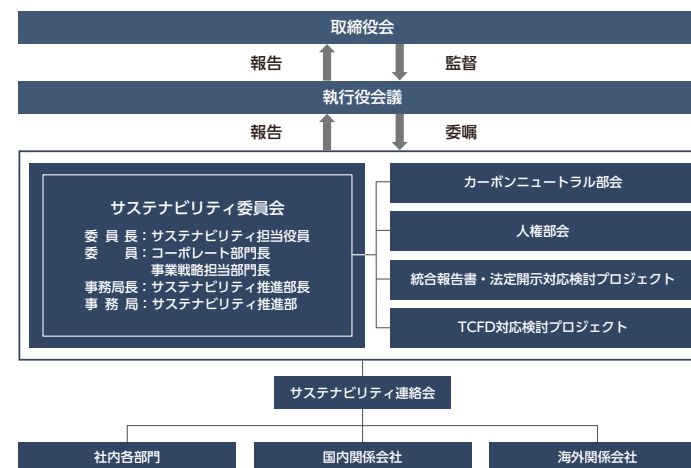 取締役会
報告
監督
執行役会議
報告
委嘱
サステナビリティ委員会
委 員 長：サステナビリティ担当役員
委　　員：コーポレート部門長
事業戦略担当部門長
事務局長：サステナビリティ推進部長
事 務 局：サステナビリティ推進部
カーボンニュートラル部会
人権部会
統合報告書・法定開示対応検討プロジェクト
TCFD対応検討プロジェクト
サステナビリティ連絡会
社内各部門
国内関係会社
海外関係会社